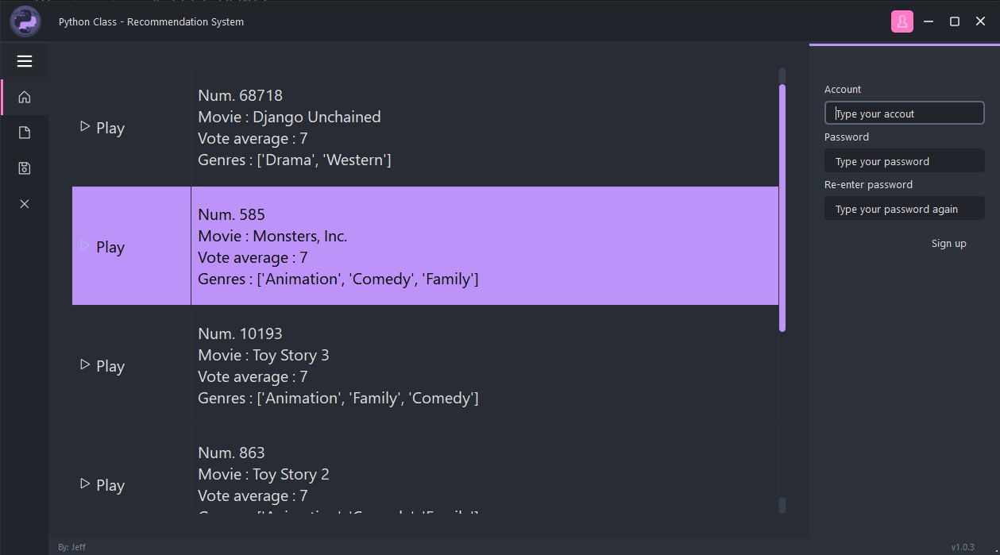 Python Class - Recommendation System
Play
Num. 68718
Movie : Django Unchained
Vote average : 7
Genres : ['Drama', 'Western']
Play
Num. 585
Movie : Monsters, Inc.
Vote average : 7
Genres : ['Animation', 'Comedy', 'Family']
Play
Num. 10193
Movie : Toy Story 3
Vote average : 7
Genres : ['Animation', 'Family', 'Comedy']
Play
Num. 863
Movie : Toy Story 2
Vote average : 7
Account
Type your accout
Password
Type your password
Re-enter password
Type your password again
Sign up
By: Jeff
v1.0.3